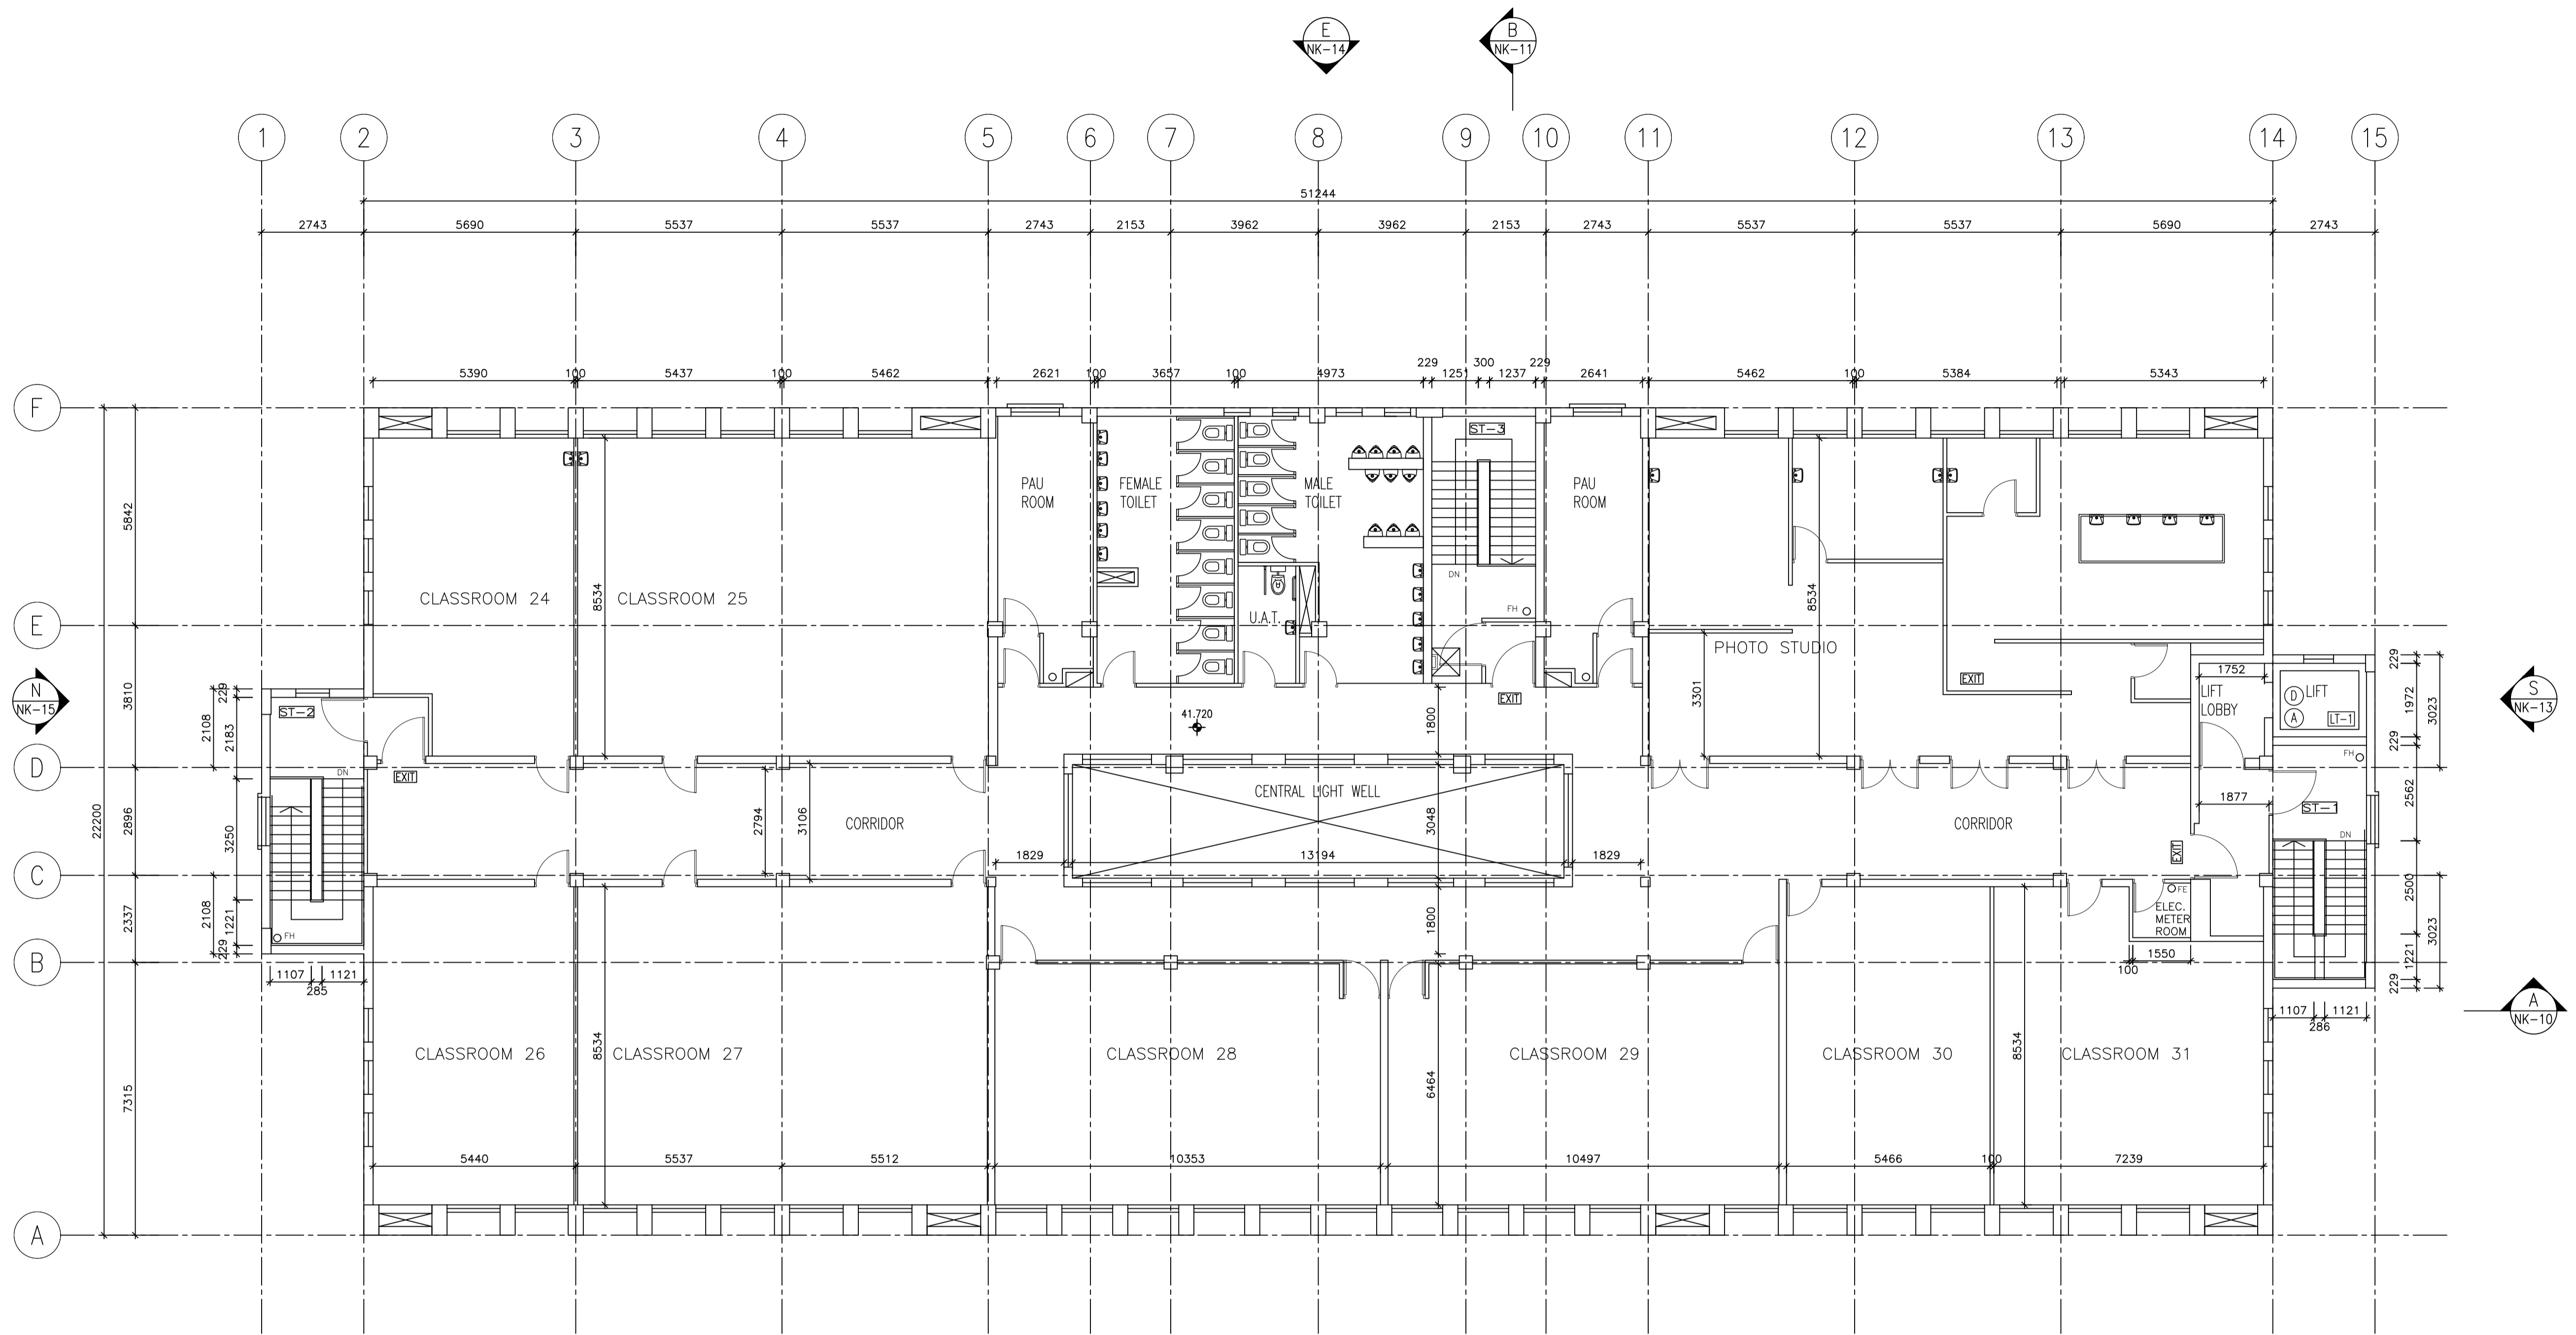 E
NK-14
B
NK-11
1
2
3
4
5
6
7
8
9
10
11
12
13
14
15
51244
2743
5690
5537
5537
2743
2153
3962
3962
2153
2743
5537
5537
5690
2743
229
300
229
5390
100
5437
100
5462
2621
100
3657
100
4973
1251
1237
2641
5462
100
5384
5343
F
ST-3
PAU
ROOM
FEMALE
TOILET
MALE
TOILET
PAU
ROOM
5842
DN
CLASSROOM 24
8534
CLASSROOM 25
8534
FH
U.A.T.
E
PHOTO STUDIO
229
1752
229
EXIT
N
NK-15
2108
ST-2
3810
2183
41.720
EXIT
1800
3301
LIFT
LOBBY
D
LIFT
A
LT-1
1972
3023
S
NK-13
229
FH
D
DN
EXIT
CENTRAL LIGHT WELL
2562
22200
2896
3250
2794
3106
CORRIDOR
3048
CORRIDOR
1877
ST-1
DN
EXIT
1829
13194
1829
C
FE
2500
2337
2108
1221
229
FH
1800
ELEC.
METER
ROOM
3023
1221
B
1107
1121
285
1550
100
229
1107
1121
286
A
NK-10
CLASSROOM 26
8534
CLASSROOM 27
CLASSROOM 28
CLASSROOM 29
CLASSROOM 30
8534
CLASSROOM 31
7315
6464
5440
5537
5512
10353
10497
5466
100
7239
A